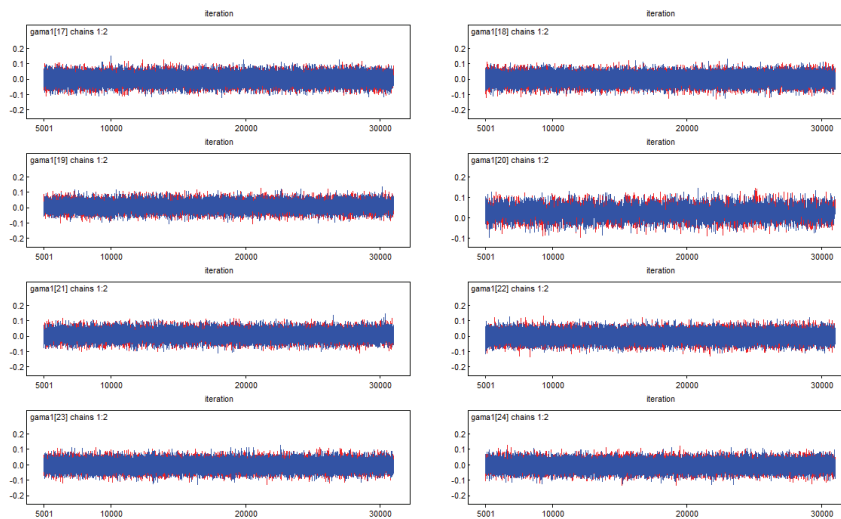 iteration
iteration
gama1[17] chains 1:2
0.2
0.1
0.0
-0.1
-0.2
5001 10000 20000 30000
iteration
gama1[18] chains 1:2
0.2
0.1
0.0
-0.1
-0.2
5001 10000 20000 30000
iteration
gama1[19] chains 1:2
0.2
0.1
0.0
-0.1
-0.2
5001 10000 20000 30000
iteration
gama1[20] chains 1:2
0.2
0.1
0.0
-0.1
5001 10000 20000 30000
iteration
gama1[21] chains 1:2
0.2
0.1
0.0
-0.1
-0.2
5001 10000 20000 30000
iteration
gama1[22] chains 1:2
0.2
0.1
0.0
-0.1
-0.2
5001 10000 20000 30000
iteration
gama1[23] chains 1:2
0.2
0.1
0.0
-0.1
-0.2
5001 10000 20000 30000
gama1[24] chains 1:2
0.2
0.1
0.0
-0.1
-0.2
5001 10000 20000 30000